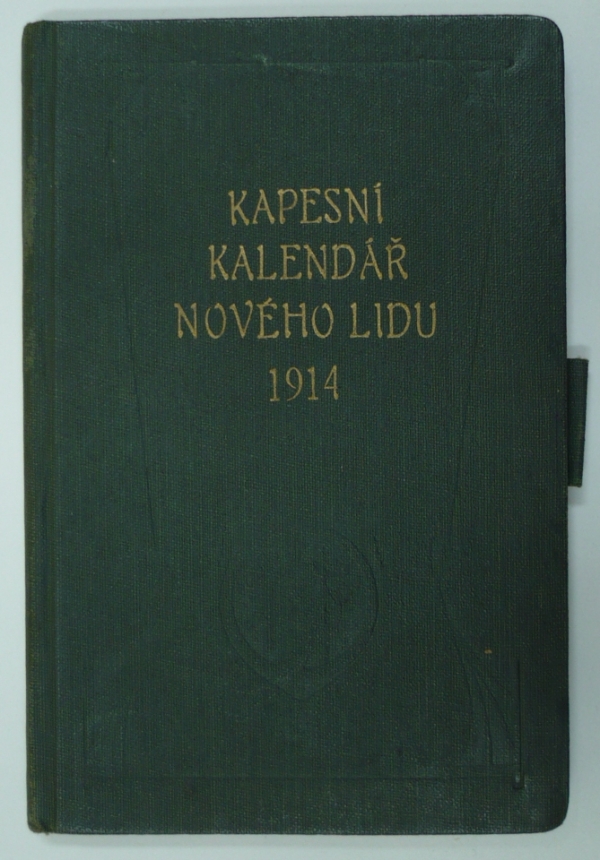 KAPESNÍ
KALENDÁŘ
NOVÉHO LIDU
1914